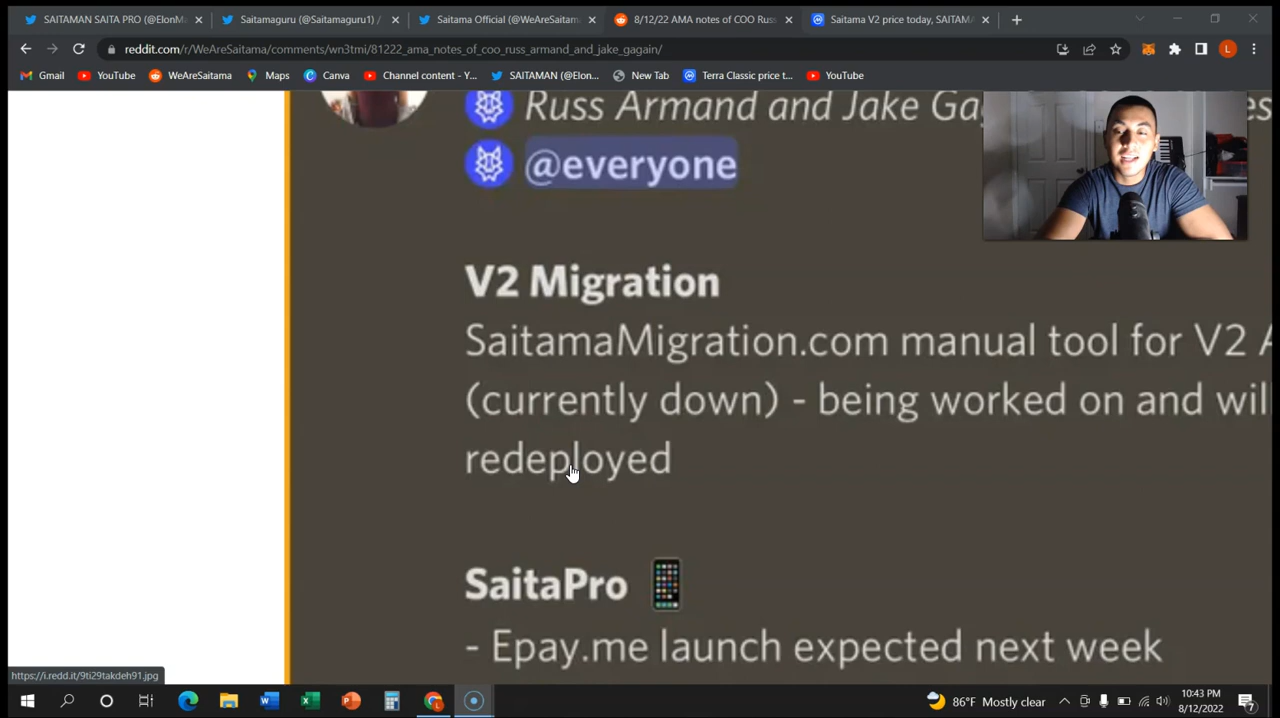 SAITAMAN SAITA PRO (@ElonM
Saitamaguru (@Saitamaguru1) /
Saitama Official (@WeAreSaitam
8/12/22 AMA notes of COO Russ
Saitama V2 price today, SAITAM
reddit.com/r/WeAreSaitama/comments/wn3tmi/81222_ama_notes_of_coo_russ_armand_and_jake_gagain/
Gmail
YouTube
WeAreSaitama
Maps
Canva
Channel content - Y...
SAITAMAN (@Elon...
New Tab
Terra Classic price t...
YouTube
Russ Armand and Jake Ga
@everyone
V2 Migration
SaitamaMigration.com manual tool for V2
(currently down) - being worked on and will
redeployed
SaitaPro
- Epay.me launch expected next week
https://i.redd.it/9ti29takdeh91.jpg
86°F Mostly clear
10:43 PM
8/12/2022